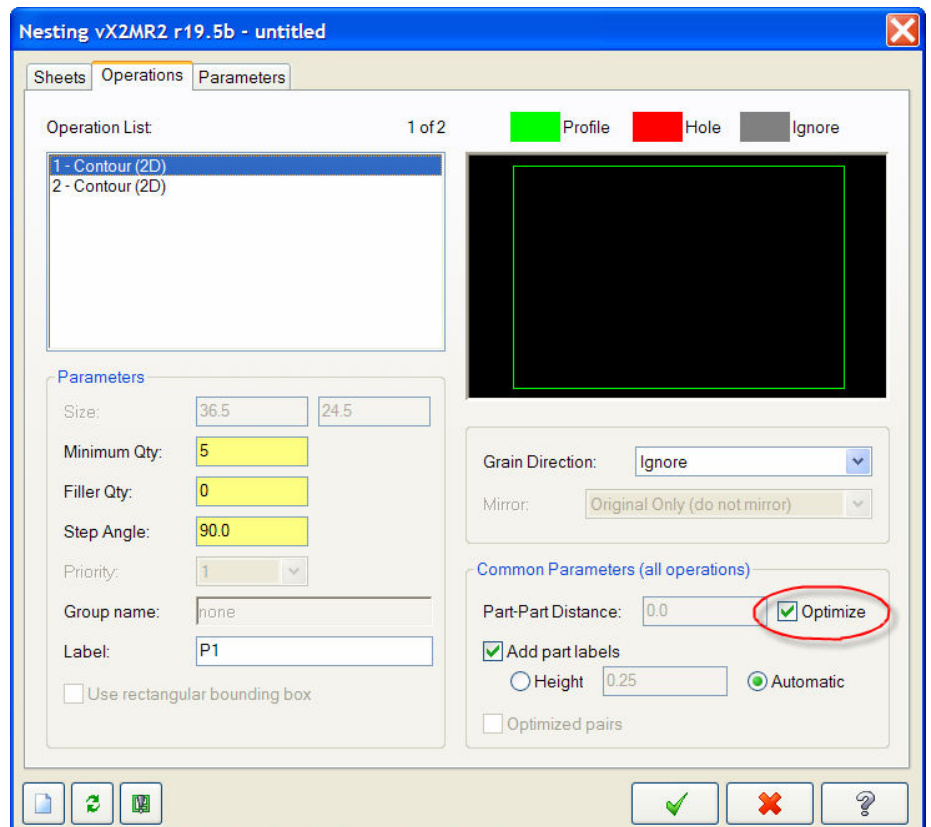 Nesting vX2MR2 r19.5b - untitled
Sheets Operations Parameters
Operation List: 1 of 2
Profile Hole Ignore
1 - Contour (2D)
2 - Contour (2D)
Parameters
Size: 36.5 24.5
Minimum Qty: 5
Filler Qty: 0
Step Angle: 90.0
Priority: 1
Group name: none
Label: P1
Use rectangular bounding box
Grain Direction: Ignore
Mirror: Original Only (do not mirror)
Common Parameters (all operations)
Part-Part Distance: 0.0 Optimize
Add part labels
Height 0.25 Automatic
Optimized pairs